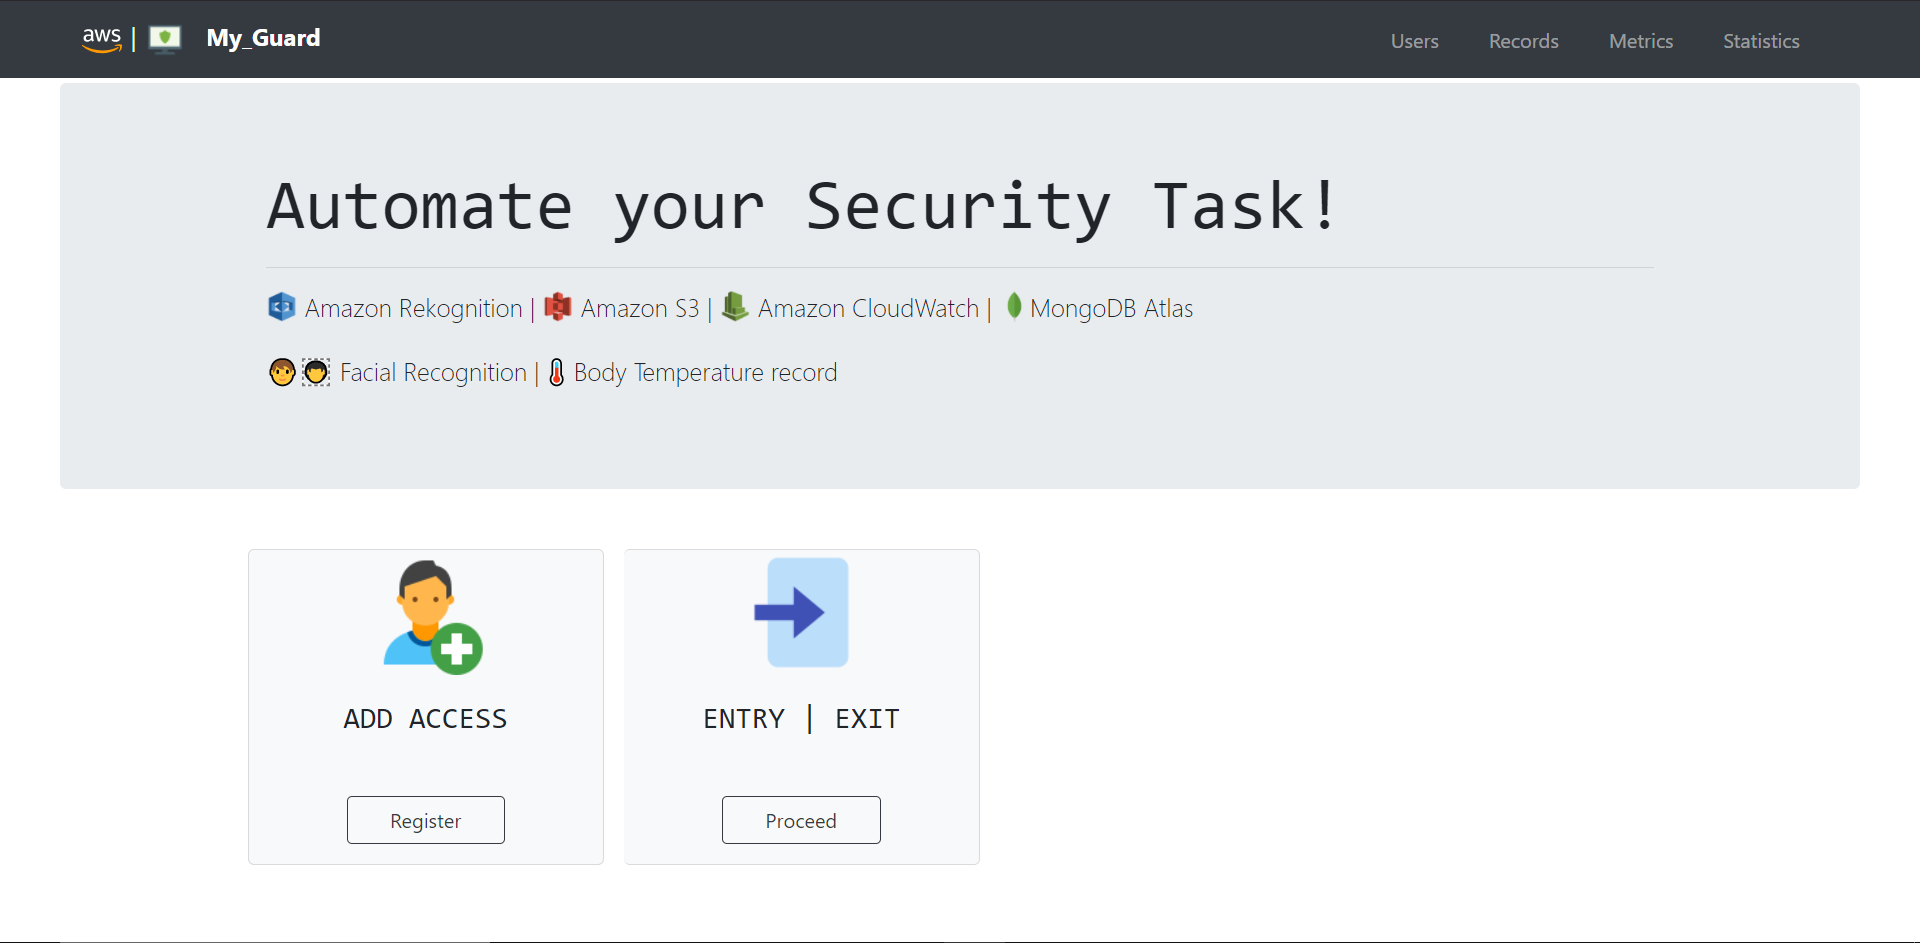 aws | My_Guard
Users Records Metrics Statistics
Automate your Security Task!
Amazon Rekognition | Amazon S3 | Amazon CloudWatch | MongoDB Atlas
Facial Recognition | Body Temperature record
ADD ACCESS
Register
ENTRY | EXIT
Proceed